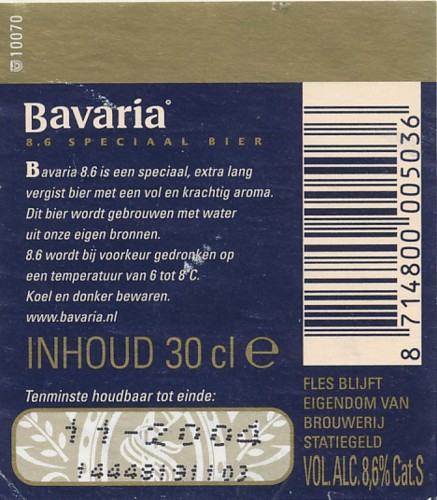 10070
Bavaria
8.6 SPECIAAL BIER
Bavaria 8.6 is een speciaal, extra lang
vergist bier met een vol en krachtig aroma.
Dit bier wordt gebrouwen met water
uit onze eigen bronnen.
8.6 wordt bij voorkeur gedronken op
een temperatuur van 6 tot 8°C.
Koel en donker bewaren.
www.bavaria.nl
INHOUD 30 cl e
Tenminste houdbaar tot einde:
11-2004
8 714800 005036
FLES BLIJFT
EIGENDOM VAN
BROUWERIJ
STATIEGELD
VOL.ALC.8,6% Cat.S